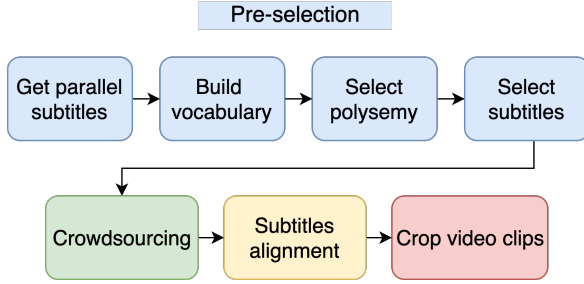 Pre-selection
Get parallel
subtitles
Build
vocabulary
Select
polysemy
Select
subtitles
Crowdsourcing
Subtitles
alignment
Crop video clips